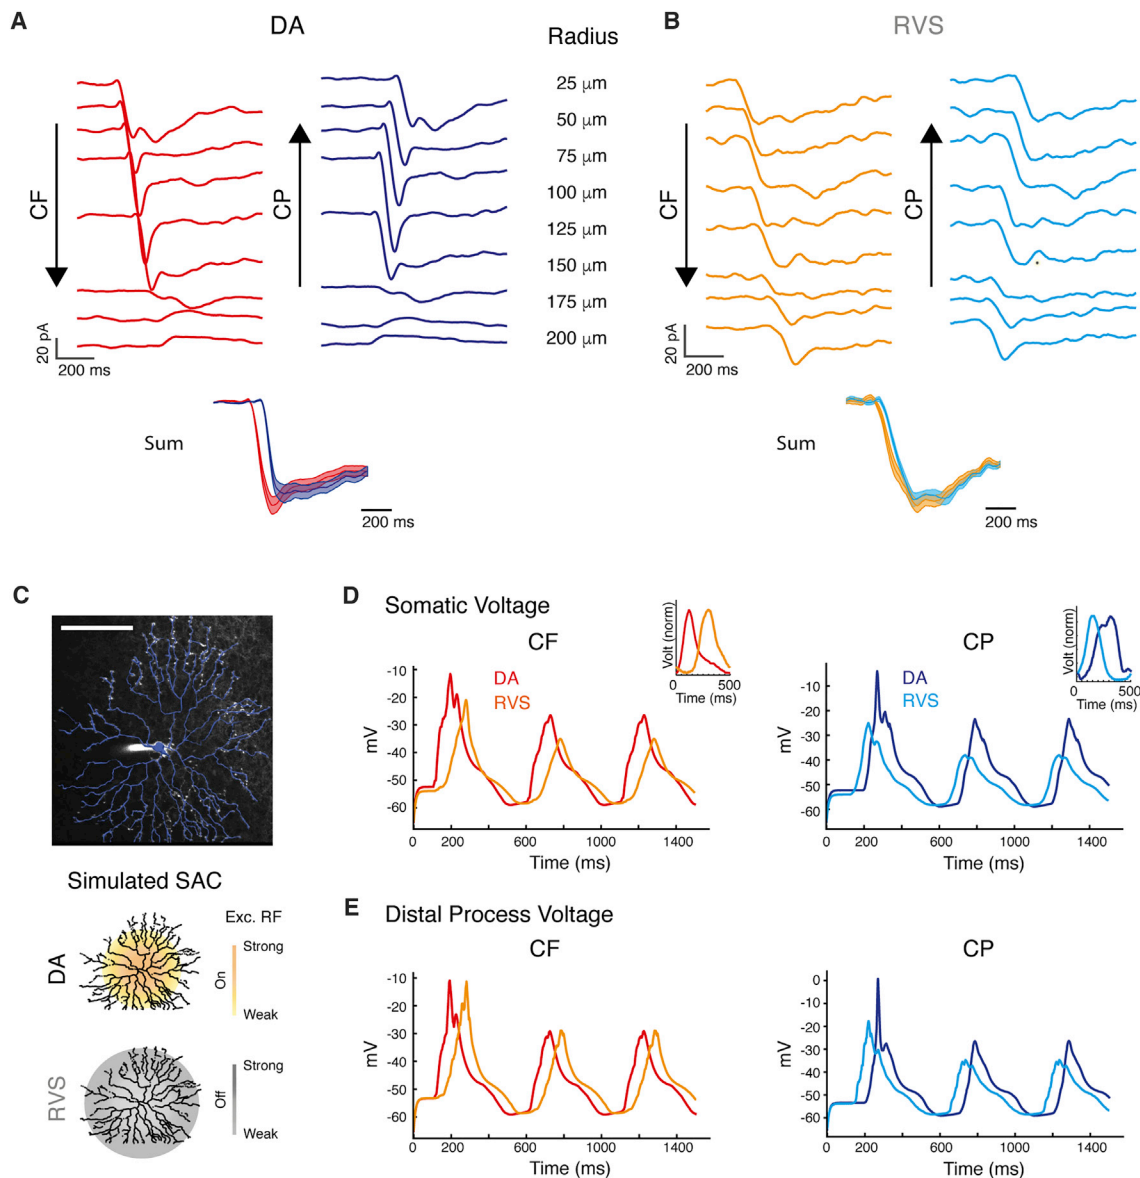 A
DA
Radius
B
RVS
CF
CP
25 μm
50 μm
75 μm
100 μm
125 μm
150 μm
175 μm
200 μm
20 pA
200 ms
CF
CP
20 pA
200 ms
Sum
200 ms
Sum
200 ms
C
Simulated SAC
Exc. RF
DA
On
Strong
Weak
RVS
Off
Strong
Weak
D
Somatic Voltage
CF
DA
RVS
Volt (norm)
0 500
Time (ms)
mV
-10
-20
-30
-40
-50
-60
0 200 600 1000 1400
Time (ms)
CP
DA
RVS
Volt (norm)
0 500
Time (ms)
mV
-10
-20
-30
-40
-50
-60
0 200 600 1000 1400
Time (ms)
E
Distal Process Voltage
CF
mV
-10
-20
-30
-40
-50
-60
0 200 600 1000 1400
Time (ms)
CP
mV
0
-10
-20
-30
-40
-50
-60
0 200 600 1000 1400
Time (ms)